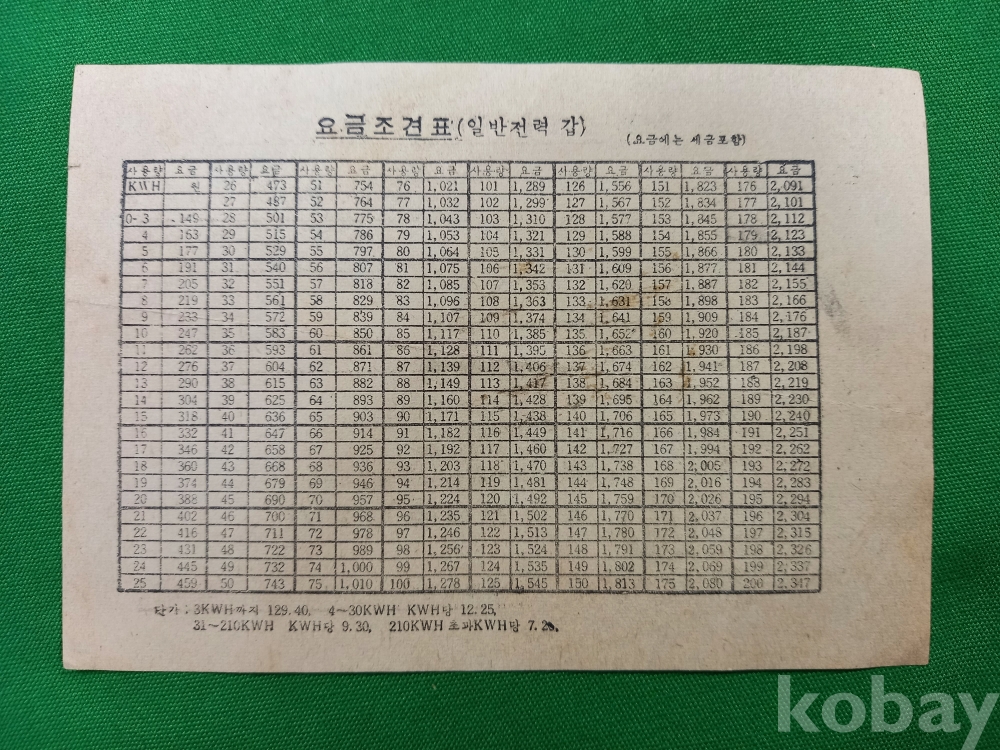 요금조견표(일반전력 갑)
(요금에는 세금포함)
사용량 요금 사용량 요금 사용량 요금 사용량 요금 사용량 요금 사용량 요금 사용량 요금 사용량 요금
KWH 원 26 473 51 754 76 1,021 101 1,289 126 1,556 151 1,823 176 2,091
27 487 52 764 77 1,032 102 1,299 127 1,567 152 1,834 177 2,101
0-3 149 28 501 53 775 78 1,043 103 1,310 128 1,577 153 1,845 178 2,112
4 163 29 515 54 786 79 1,053 104 1,321 129 1,588 154 1,855 179 2,123
5 177 30 529 55 797 80 1,064 105 1,331 130 1,599 155 1,866 180 2,133
6 191 31 540 56 807 81 1,075 106 1,342 131 1,609 156 1,877 181 2,144
7 205 32 551 57 818 82 1,085 107 1,353 132 1,620 157 1,887 182 2,155
8 219 33 561 58 829 83 1,096 108 1,363 133 1,631 158 1,898 183 2,166
9 233 34 572 59 839 84 1,107 109 1,374 134 1,641 159 1,909 184 2,176
10 247 35 583 60 850 85 1,117 110 1,385 135 1,652 160 1,920 185 2,187
11 262 36 593 61 861 86 1,128 111 1,395 136 1,663 161 1,930 186 2,198
12 276 37 604 62 871 87 1,139 112 1,406 137 1,674 162 1,941 187 2,208
13 290 38 615 63 882 88 1,149 113 1,417 138 1,684 163 1,952 188 2,219
14 304 39 625 64 893 89 1,160 114 1,428 139 1,695 164 1,962 189 2,230
15 318 40 636 65 903 90 1,171 115 1,438 140 1,706 165 1,973 190 2,240
16 332 41 647 66 914 91 1,182 116 1,449 141 1,716 166 1,984 191 2,251
17 346 42 658 67 925 92 1,192 117 1,460 142 1,727 167 1,994 192 2,262
18 360 43 668 68 936 93 1,203 118 1,470 143 1,738 168 2,005 193 2,272
19 374 44 679 69 946 94 1,214 119 1,481 144 1,748 169 2,016 194 2,283
20 388 45 690 70 957 95 1,224 120 1,492 145 1,759 170 2,026 195 2,294
21 402 46 700 71 968 96 1,235 121 1,502 146 1,770 171 2,037 196 2,304
22 416 47 711 72 978 97 1,246 122 1,513 147 1,780 172 2,048 197 2,315
23 431 48 722 73 989 98 1,256 123 1,524 148 1,791 173 2,059 198 2,326
24 445 49 732 74 1,000 99 1,267 124 1,535 149 1,802 174 2,069 199 2,337
25 459 50 743 75 1,010 100 1,278 125 1,545 150 1,813 175 2,080 200 2,347
단가 : 3KWH까지 129.40, 4~30KWH KWH당 12.25,
31~210KWH KWH당 9.30, 210KWH 초과KWH당
kobay